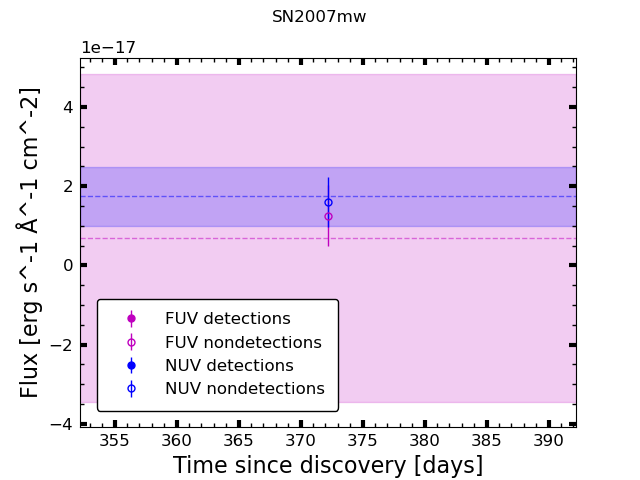 SN2007mw
1e−17
4
2
0
−2
−4
Flux [erg s^-1 Å^-1 cm^-2]
FUV detections
FUV nondetections
NUV detections
NUV nondetections
355 360 365 370 375 380 385 390
Time since discovery [days]